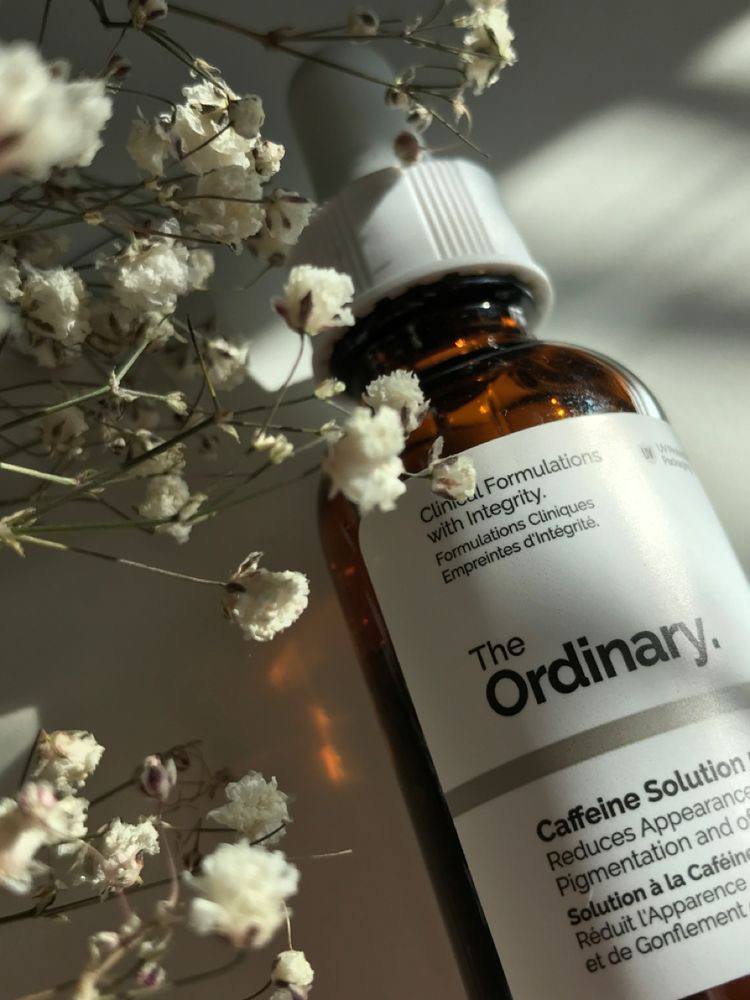 Clinical Formulations
with Integrity.
Formulations Cliniques
Empreintes d'Intégrité.
UV
The
Ordinary.
Caffeine Solution
Reduces Appearance
Pigmentation and of
Solution à la Caféine
Réduit l'Apparence
et de Gonflement